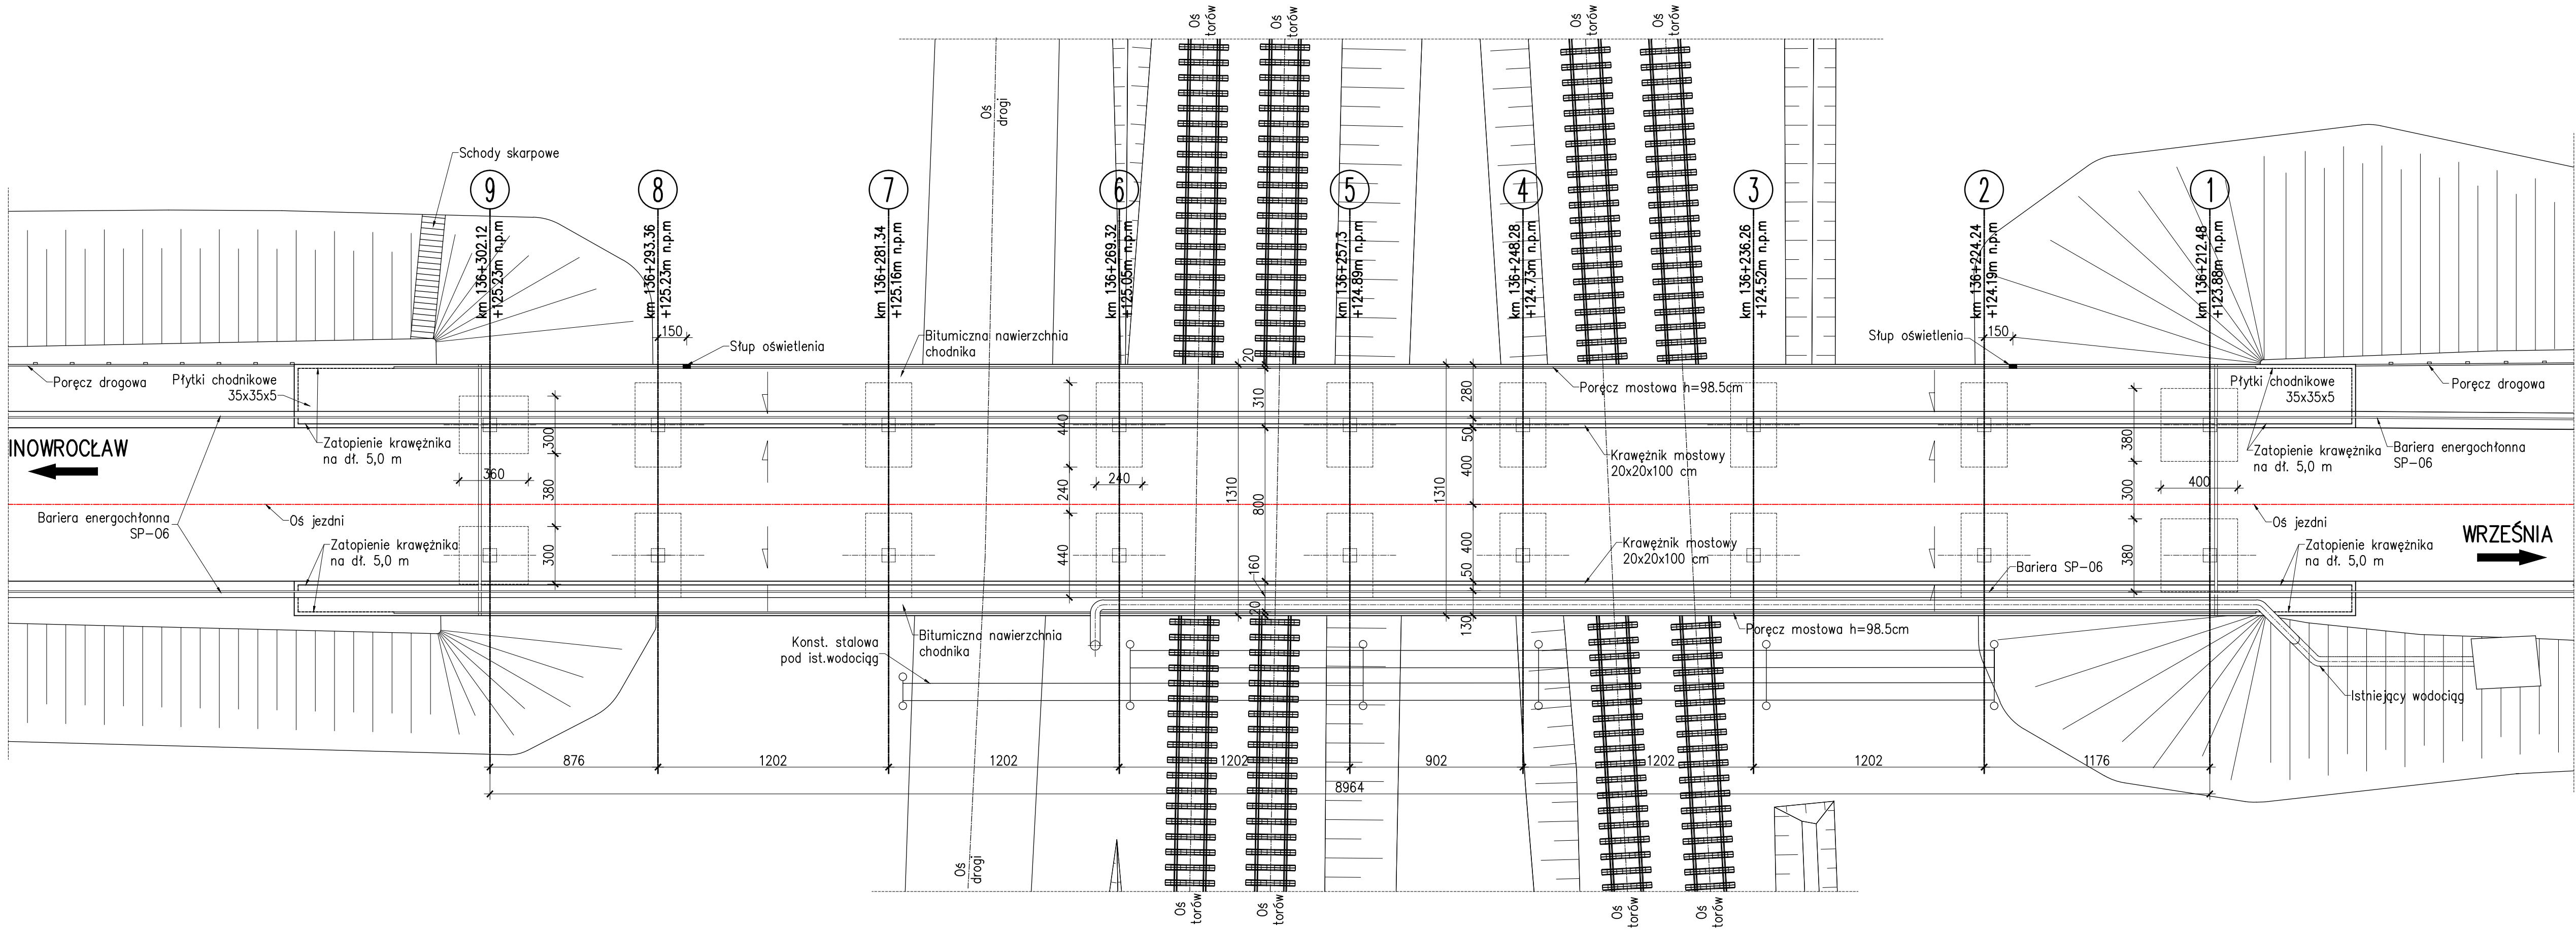 Oś
torów
Oś
torów
Oś
torów
Oś
torów
Oś
drogi
Schody skarpowe
9
8
7
6
5
4
3
2
1
km 136+302.12
+125.23m n.p.m
km 136+293.36
+125.23m n.p.m
km 136+281.34
+125.16m n.p.m
km 136+269.32
+125.05m n.p.m
km 136+257.3
+124.89m n.p.m
km 136+248.28
+124.73m n.p.m
km 136+236.26
+124.52m n.p.m
km 136+224.24
+124.19m n.p.m
km 136+212.48
+123.88m n.p.m
150
Słup oświetlenia
Bituminczna nawierzchnia
chodnika
Słup oświetlenia
150
Poręcz drogowa
Płytki chodnikowe
35x35x5
20
310
Poręcz mostowa h=98.5cm
280
Płytki chodnikowe
35x35x5
Poręcz drogowa
INOWROCŁAW
Zatopienie krawężnika
na dł. 5,0 m
300
360
380
300
440
240
240
440
1310
800
160
20
1310
50
400
400
50
130
Krawężnik mostowy
20x20x100 cm
380
400
300
380
Zatopienie krawężnika
na dł. 5,0 m
Bariera energochłonna
SP-06
Bariera energochłonna
SP-06
Oś jezdni
Oś jezdni
WRZEŚNIA
Zatopienie krawężnika
na dł. 5,0 m
Krawężnik mostowy
20x20x100 cm
Bariera SP-06
Zatopienie krawężnika
na dł. 5,0 m
Konst. stalowa
pod ist.wodociąg
Bitumiczna nawierzchnia
chodnika
Poręcz mostowa h=98.5cm
Istniejący wodociąg
876
1202
1202
1202
902
1202
1202
1176
8964
Oś
drogi
Oś
torów
Oś
torów
Oś
torów
Oś
torów